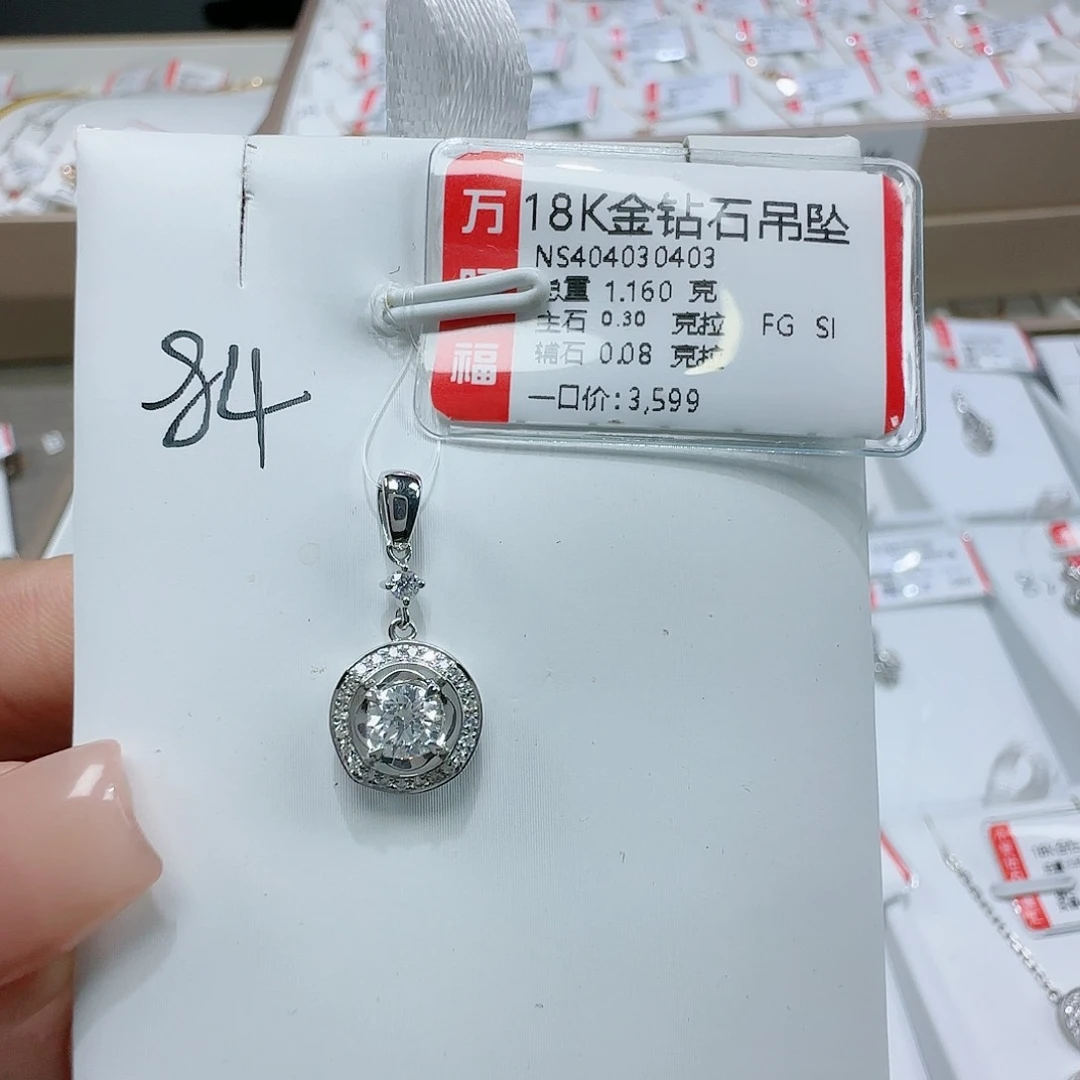 万
福
18K金钻石吊坠
NS404030403
总重 1.160 克
主石 0.30 克拉 FG SI
辅石 0.08 克拉
一口价:3,599
84